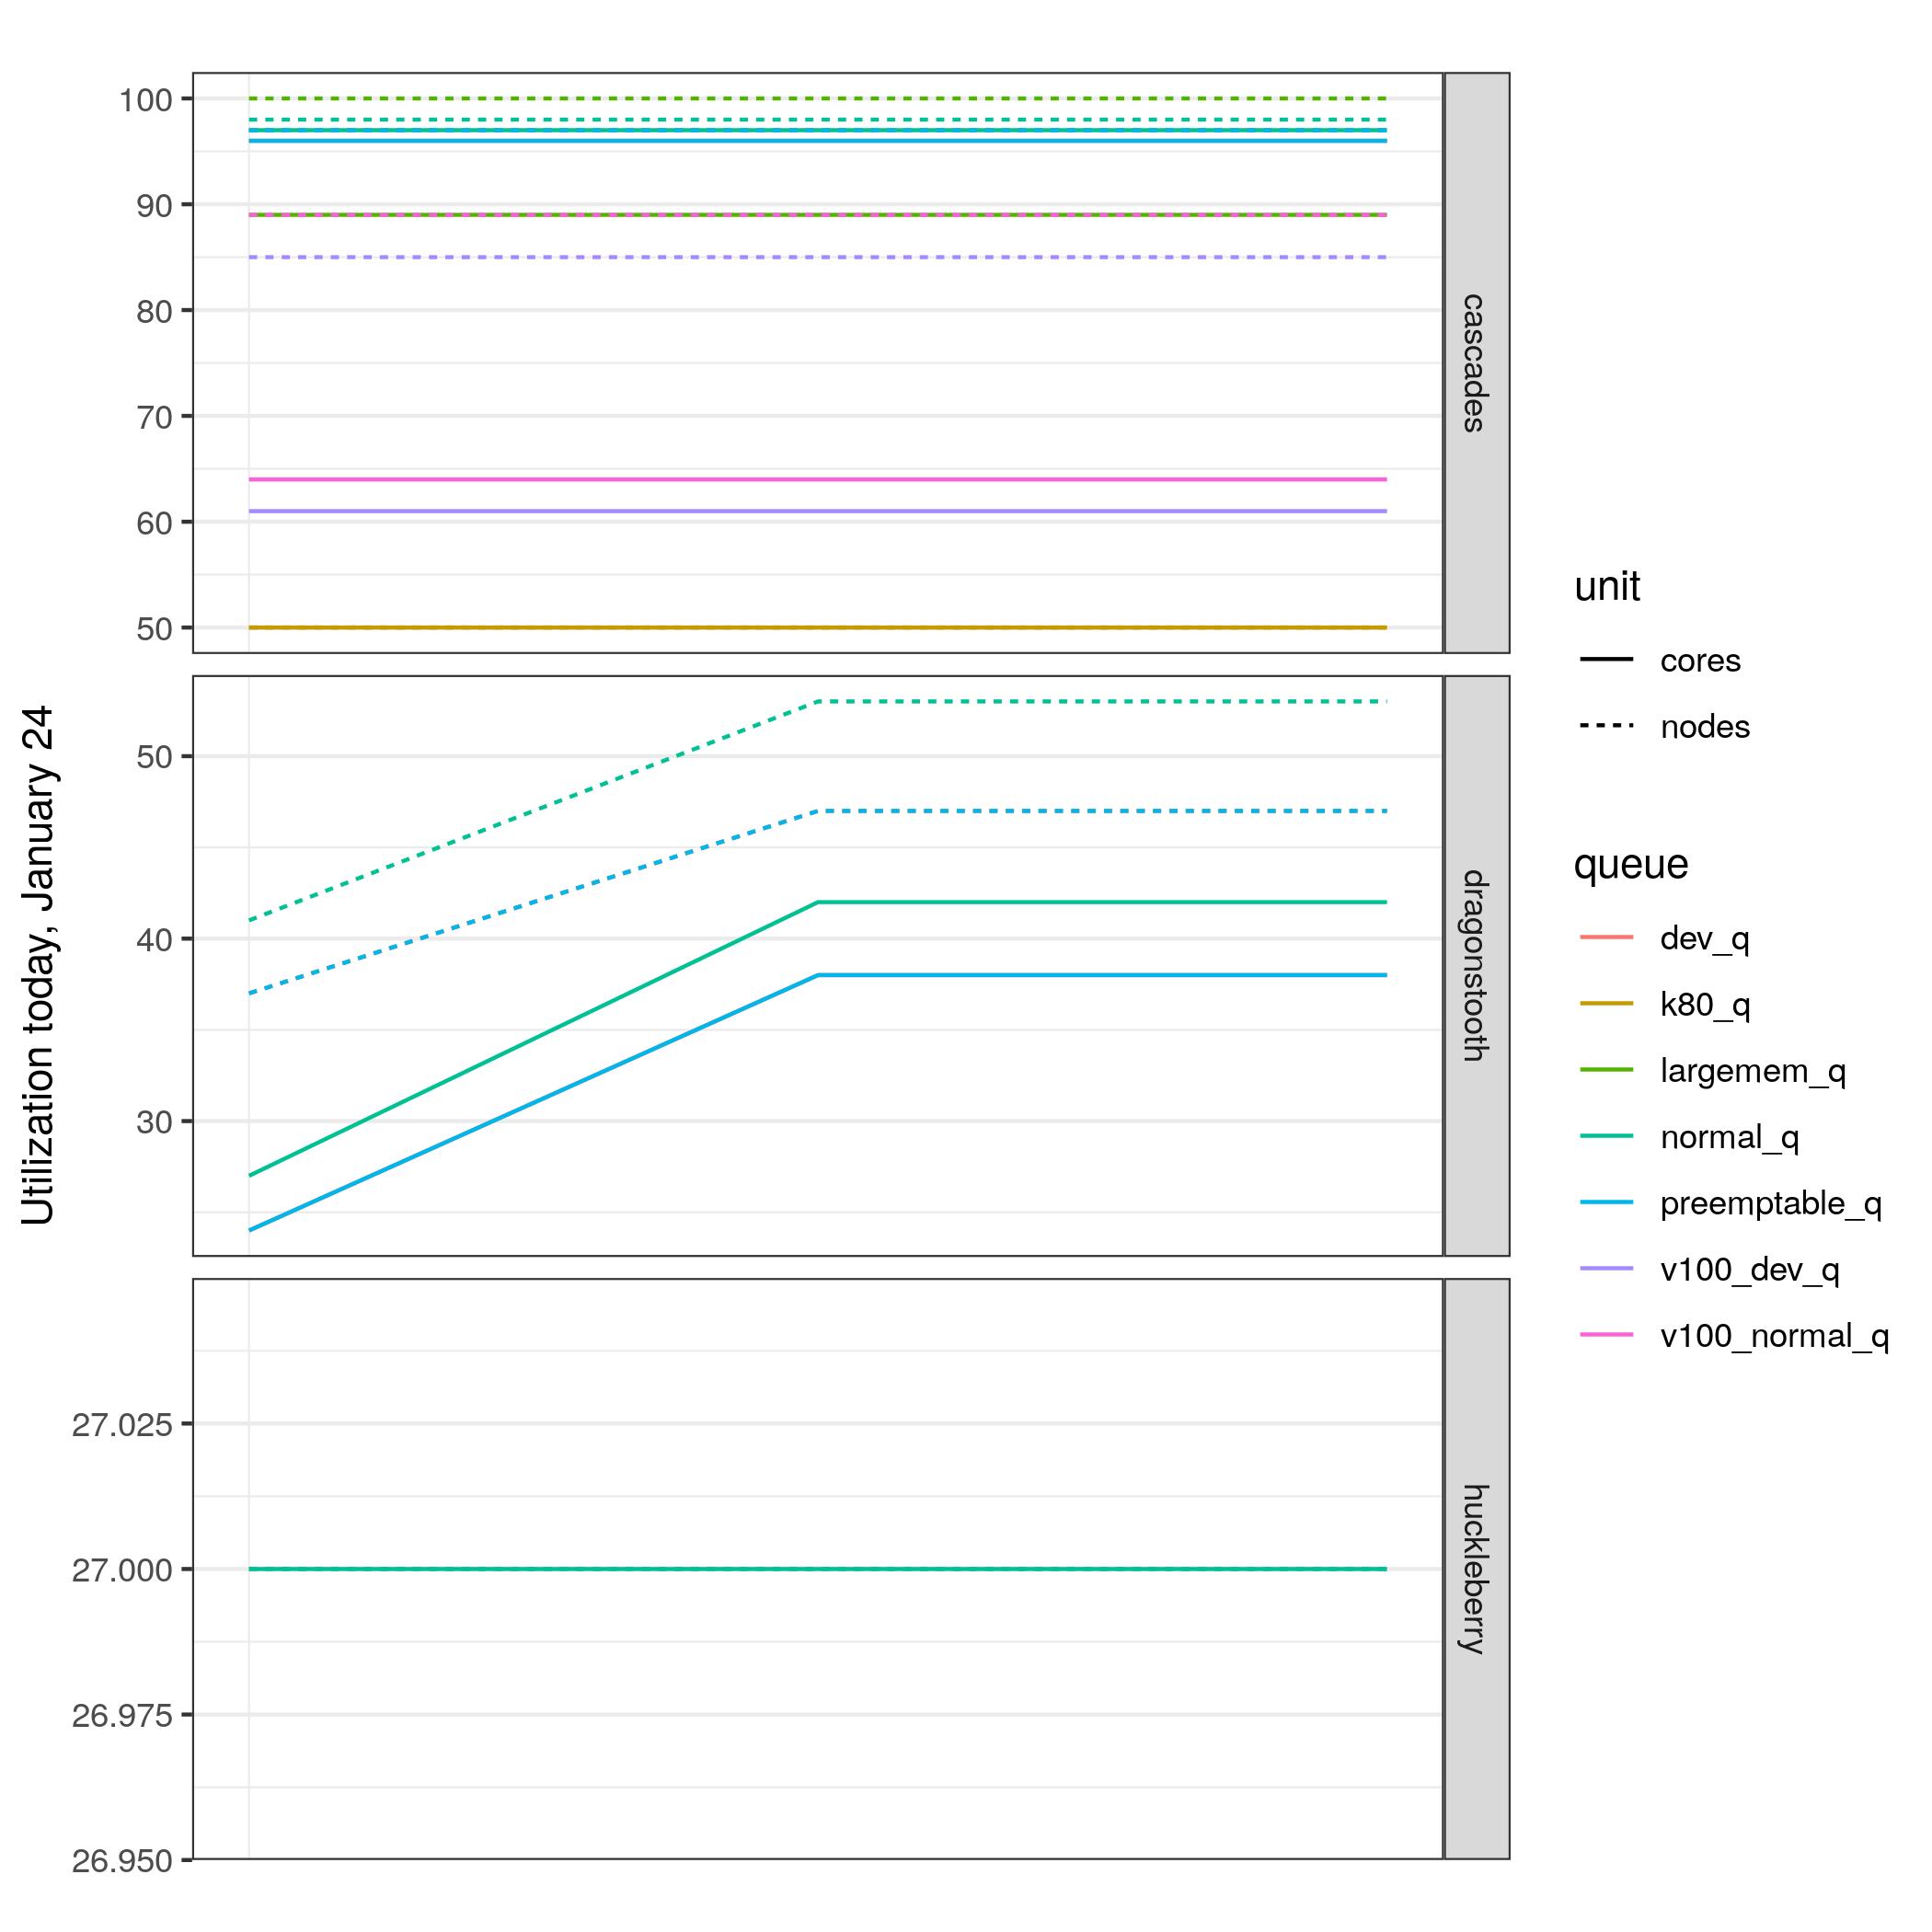 Utilization today, January 24
100
90
80
70
60
50
cascades
50
40
30
dragonstooth
27.025
27.000
26.975
26.950
huckleberry
unit
cores
nodes
queue
dev_q
k80_q
largemem_q
normal_q
preemptable_q
v100_dev_q
v100_normal_q